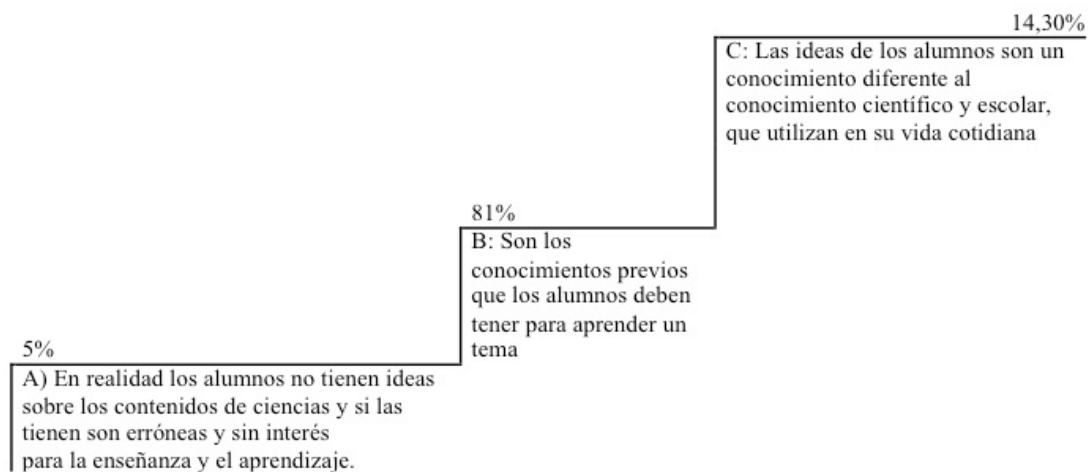 14,30%
C: Las ideas de los alumnos son un
conocimiento diferente al
conocimiento científico y escolar,
que utilizan en su vida cotidiana
81%
B: Son los
conocimientos previos
que los alumnos deben
tener para aprender un
tema
5%
A) En realidad los alumnos no tienen ideas
sobre los contenidos de ciencias y si las
tienen son erróneas y sin interés
para la enseñanza y el aprendizaje.